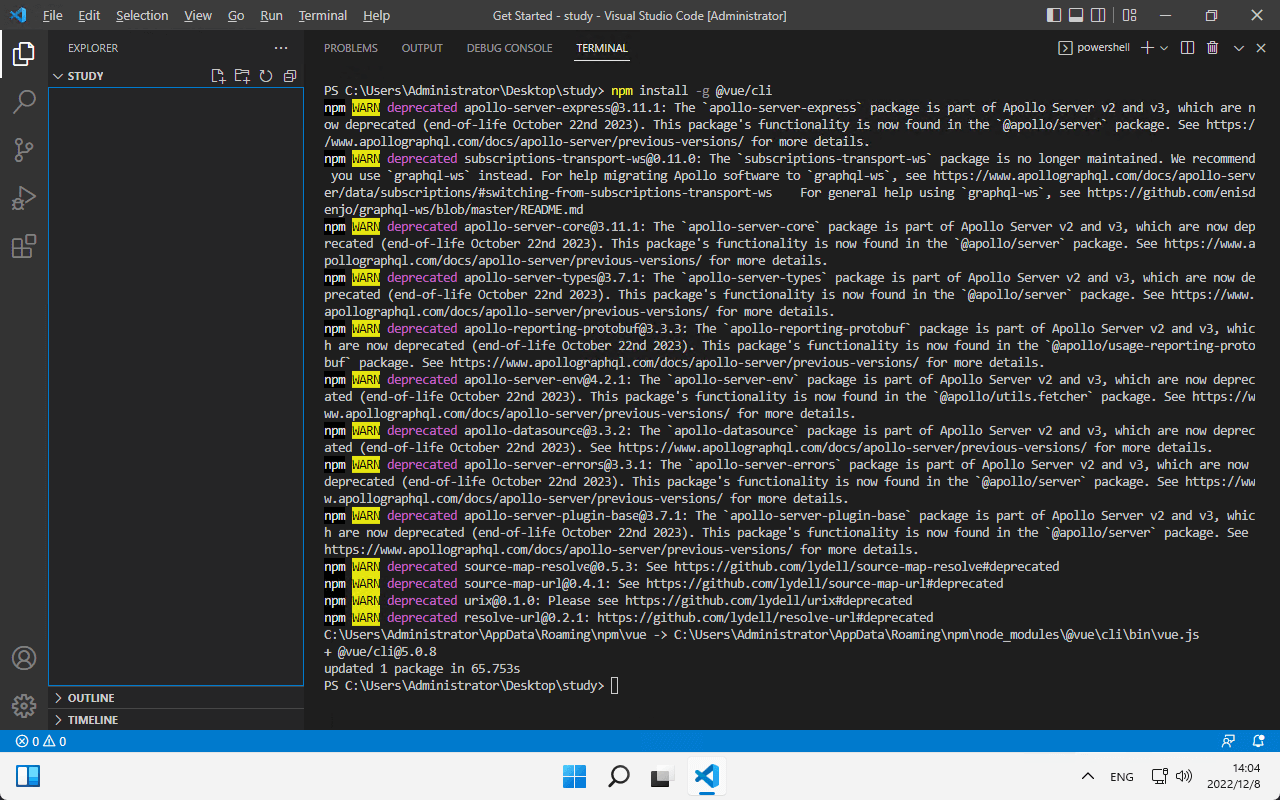 File Edit Selection View Go Run Terminal Help Get Started - study - Visual Studio Code [Administrator]
EXPLORER
STUDY
PROBLEMS OUTPUT DEBUG CONSOLE TERMINAL powershell
PS C:\Users\Administrator\Desktop\study> npm install -g @vue/cli
npm WARN deprecated apollo-server-express@3.11.1: The `apollo-server-express` package is part of Apollo Server v2 and v3, which are n
ow deprecated (end-of-life October 22nd 2023). This package's functionality is now found in the `@apollo/server` package. See https:/
/www.apollographql.com/docs/apollo-server/previous-versions/ for more details.
npm WARN deprecated subscriptions-transport-ws@0.11.0: The `subscriptions-transport-ws` package is no longer maintained. We recommend
 you use `graphql-ws` instead. For help migrating Apollo software to `graphql-ws`, see https://www.apollographql.com/docs/apollo-serv
er/data/subscriptions/#switching-from-subscriptions-transport-ws    For general help using `graphql-ws`, see https://github.com/enisd
enjo/graphql-ws/blob/master/README.md
npm WARN deprecated apollo-server-core@3.11.1: The `apollo-server-core` package is part of Apollo Server v2 and v3, which are now dep
recated (end-of-life October 22nd 2023). This package's functionality is now found in the `@apollo/server` package. See https://www.a
pollographql.com/docs/apollo-server/previous-versions/ for more details.
npm WARN deprecated apollo-server-types@3.7.1: The `apollo-server-types` package is part of Apollo Server v2 and v3, which are now de
precated (end-of-life October 22nd 2023). This package's functionality is now found in the `@apollo/server` package. See https://www.
apollographql.com/docs/apollo-server/previous-versions/ for more details.
npm WARN deprecated apollo-reporting-protobuf@3.3.3: The `apollo-reporting-protobuf` package is part of Apollo Server v2 and v3, whic
h are now deprecated (end-of-life October 22nd 2023). This package's functionality is now found in the `@apollo/usage-reporting-proto
buf` package. See https://www.apollographql.com/docs/apollo-server/previous-versions/ for more details.
npm WARN deprecated apollo-server-env@4.2.1: The `apollo-server-env` package is part of Apollo Server v2 and v3, which are now deprec
ated (end-of-life October 22nd 2023). This package's functionality is now found in the `@apollo/utils.fetcher` package. See https://w
ww.apollographql.com/docs/apollo-server/previous-versions/ for more details.
npm WARN deprecated apollo-datasource@3.3.2: The `apollo-datasource` package is part of Apollo Server v2 and v3, which are now deprec
ated (end-of-life October 22nd 2023). See https://www.apollographql.com/docs/apollo-server/previous-versions/ for more details.
npm WARN deprecated apollo-server-errors@3.3.1: The `apollo-server-errors` package is part of Apollo Server v2 and v3, which are now
deprecated (end-of-life October 22nd 2023). This package's functionality is now found in the `@apollo/server` package. See https://ww
w.apollographql.com/docs/apollo-server/previous-versions/ for more details.
npm WARN deprecated apollo-server-plugin-base@3.7.1: The `apollo-server-plugin-base` package is part of Apollo Server v2 and v3, whic
h are now deprecated (end-of-life October 22nd 2023). This package's functionality is now found in the `@apollo/server` package. See
https://www.apollographql.com/docs/apollo-server/previous-versions/ for more details.
npm WARN deprecated source-map-resolve@0.5.3: See https://github.com/lydell/source-map-resolve#deprecated
npm WARN deprecated source-map-url@0.4.1: See https://github.com/lydell/source-map-url#deprecated
npm WARN deprecated urix@0.1.0: Please see https://github.com/lydell/urix#deprecated
npm WARN deprecated resolve-url@0.2.1: https://github.com/lydell/resolve-url#deprecated
C:\Users\Administrator\AppData\Roaming\npm\vue -> C:\Users\Administrator\AppData\Roaming\npm\node_modules\@vue\cli\bin\vue.js
+ @vue/cli@5.0.8
updated 1 package in 65.753s
PS C:\Users\Administrator\Desktop\study>
OUTLINE
TIMELINE
0 0
ENG
14:04
2022/12/8